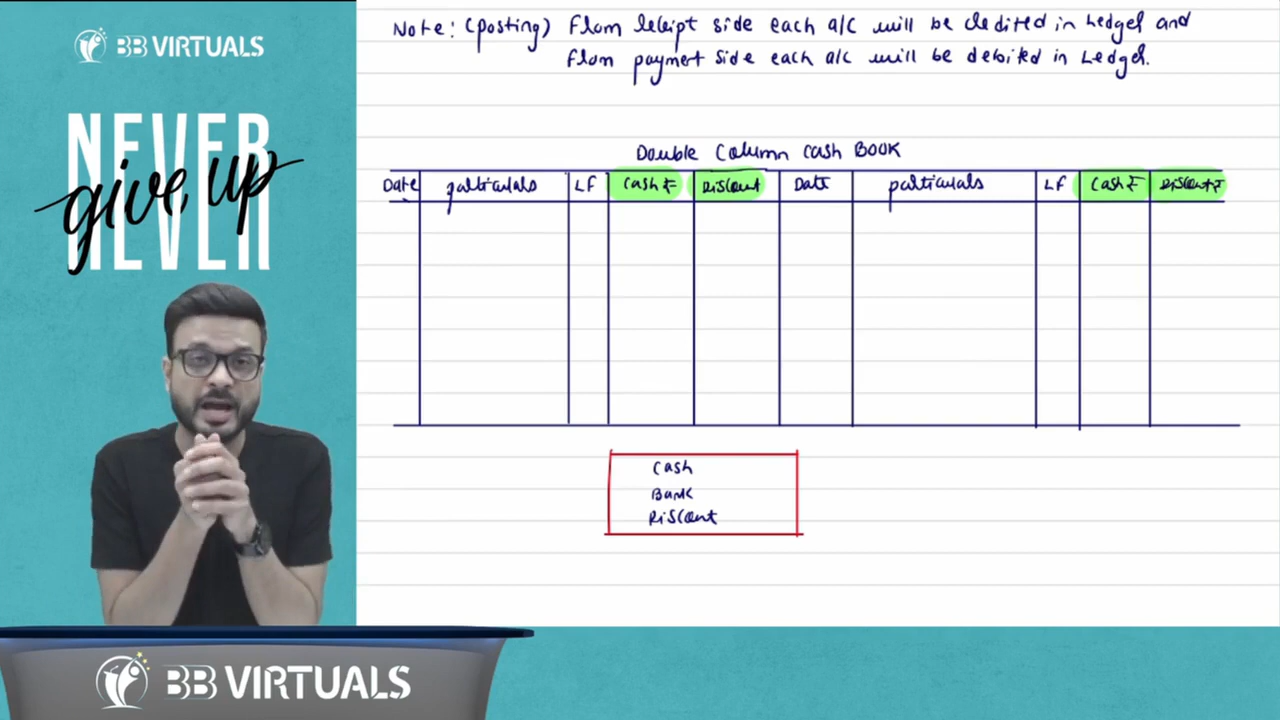 BB VIRTUALS
NEVER
give up
NEVER
Note: (posting) From receipt side each a/c will be credited in Ledger and
From payment side each a/c will be debited in Ledger.
Double Column Cash BOOK
Date particulars LF Cash ₹ Discount Date particulars LF Cash ₹ Discount ₹
Cash
Bank
Discount
BB VIRTUALS